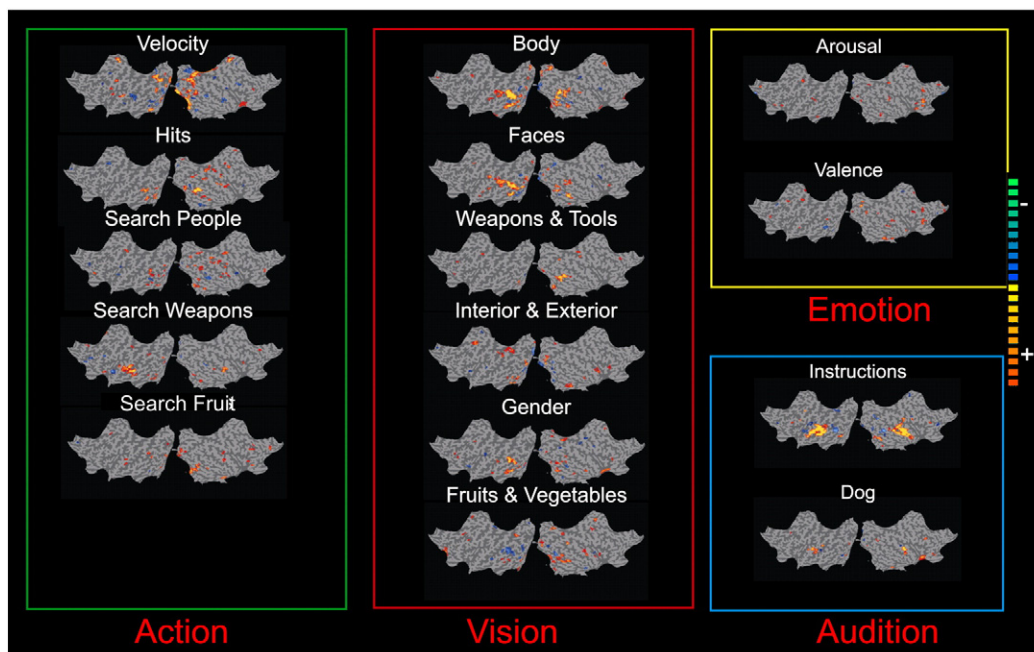 Velocity
Hits
Search People
Search Weapons
Search Fruit
Action
Body
Faces
Weapons & Tools
Interior & Exterior
Gender
Fruits & Vegetables
Vision
Arousal
Valence
Emotion
Instructions
Dog
Audition
-
+